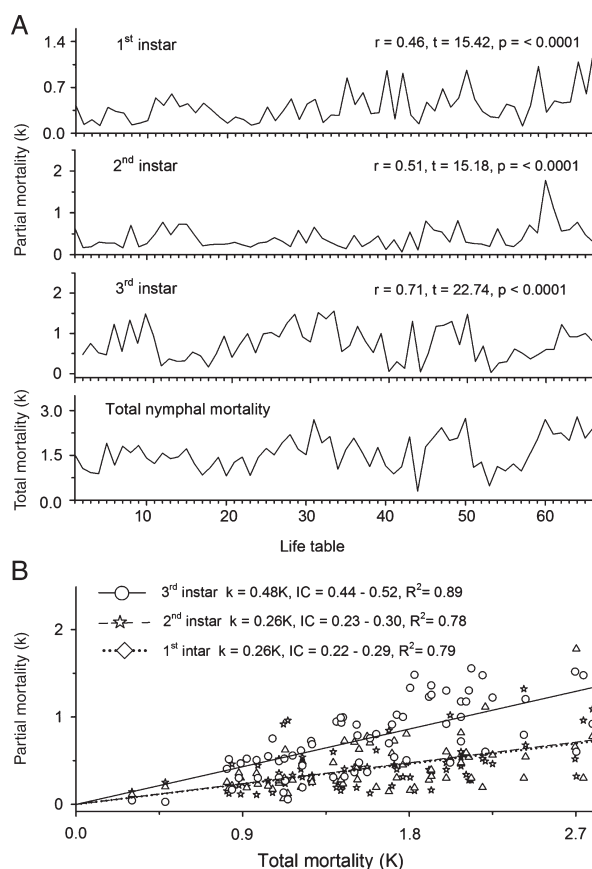 A
1st instar
r = 0.46, t = 15.42, p = < 0.0001
1.4
0.7
0.0
2nd instar
r = 0.51, t = 15.18, p = < 0.0001
2
1
0
Partial mortality (k)
3rd instar
r = 0.71, t = 22.74, p < 0.0001
2
1
0
Total nymphal mortality
3.0
1.5
0.0
Total mortality (k)
10 20 30 40 50 60
Life table
B
3rd instar k = 0.48K, IC = 0.44 - 0.52, R2= 0.89
2nd instar k = 0.26K, IC = 0.23 - 0.30, R2= 0.78
1st intar k = 0.26K, IC = 0.22 - 0.29, R2= 0.79
2
1
0
Partial mortality (k)
0.0 0.9 1.8 2.7
Total mortality (K)